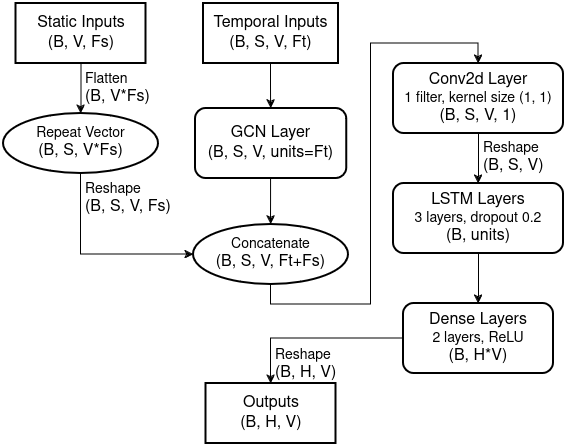 Static Inputs
(B, V, Fs)
Flatten
(B, V*Fs)
Repeat Vector
(B, S, V*Fs)
Reshape
(B, S, V, Fs)
Temporal Inputs
(B, S, V, Ft)
GCN Layer
(B, S, V, units=Ft)
Concatenate
(B, S, V, Ft+Fs)
Conv2d Layer
1 filter, kernel size (1, 1)
(B, S, V, 1)
Reshape
(B, S, V)
LSTM Layers
3 layers, dropout 0.2
(B, units)
Dense Layers
2 layers, ReLU
(B, H*V)
Reshape
(B, H, V)
Outputs
(B, H, V)